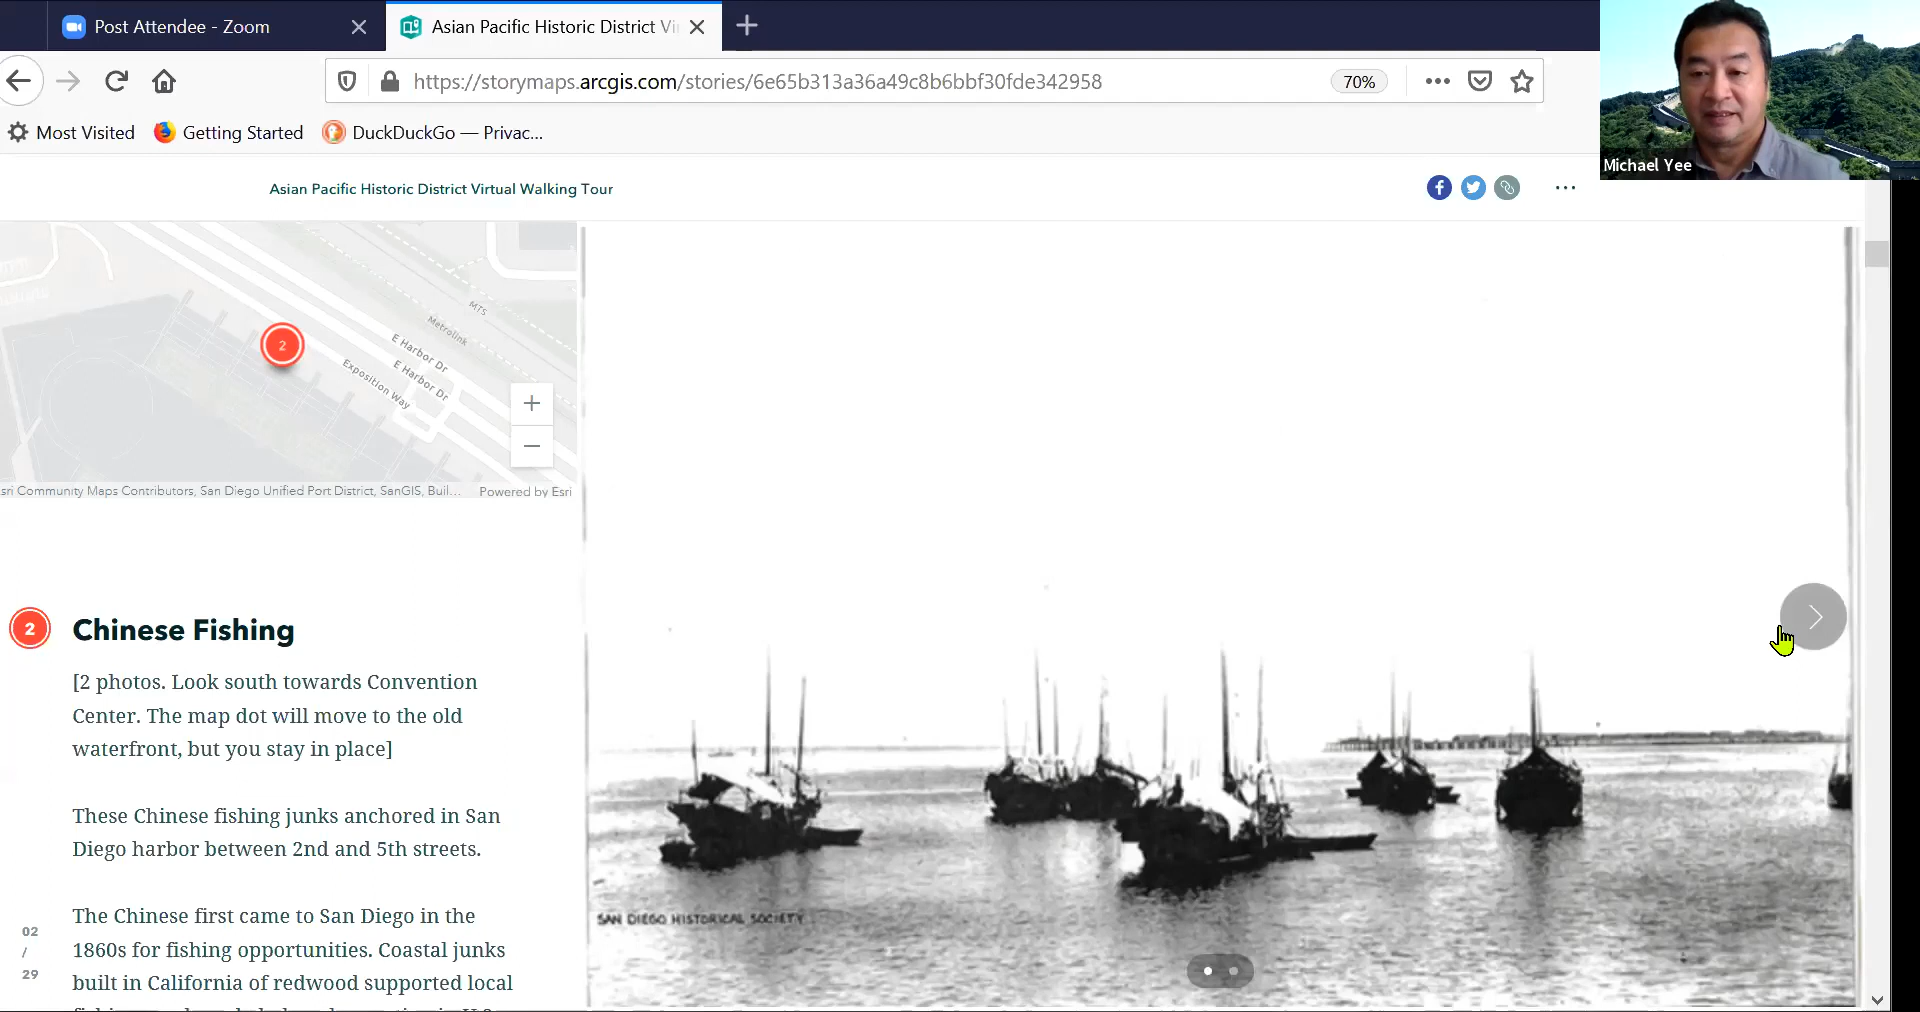 Post Attendee - Zoom
Asian Pacific Historic District Vi
https://storymaps.arcgis.com/stories/6e65b313a36a49c8b6bbf30fde342958
70%
Most Visited
Getting Started
DuckDuckGo — Privac...
Michael Yee
Asian Pacific Historic District Virtual Walking Tour
MTS
Metrolink
E Harbor Dr
E Harbor Dr
Exposition Way
2
sri Community Maps Contributors, San Diego Unified Port District, SanGIS, Buil...
Powered by Esri
2
Chinese Fishing
[2 photos. Look south towards Convention
Center. The map dot will move to the old
waterfront, but you stay in place]
These Chinese fishing junks anchored in San
Diego harbor between 2nd and 5th streets.
The Chinese first came to San Diego in the
1860s for fishing opportunities. Coastal junks
built in California of redwood supported local
02
/
29
SAN DIEGO HISTORICAL SOCIETY